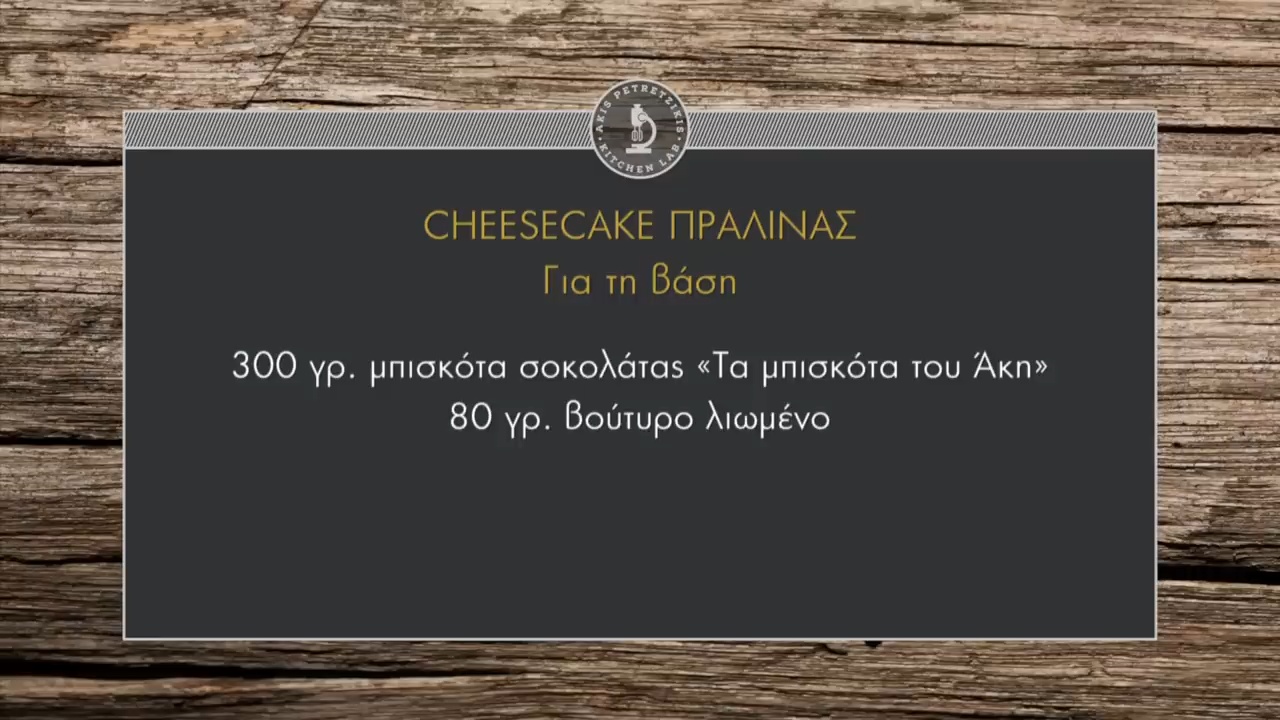 AKIS PETRETZIKIS
KITCHEN LAB
CHEESECAKE ΠΡΑΛΙΝΑΣ
Για τη βάση
300 γρ. μπισκότα σοκολάτας «Τα μπισκότα του Άκη»
80 γρ. βούτυρο λιωμένο